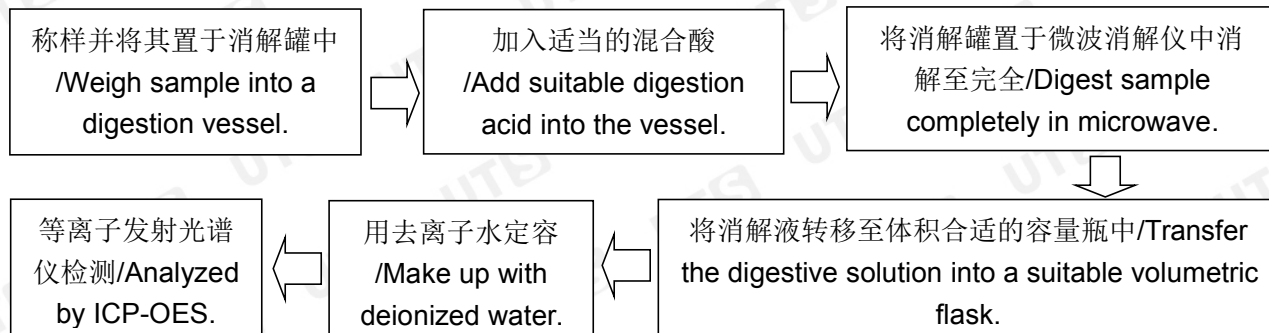 称样并将其置于消解罐中
/Weigh sample into a
digestion vessel.
加入适当的混合酸
/Add suitable digestion
acid into the vessel.
将消解罐置于微波消解仪中消
解至完全/Digest sample
completely in microwave.
将消解液转移至体积合适的容量瓶中/Transfer
the digestive solution into a suitable volumetric
flask.
用去离子水定容
/Make up with
deionized water.
等离子发射光谱
仪检测/Analyzed
by ICP-OES.